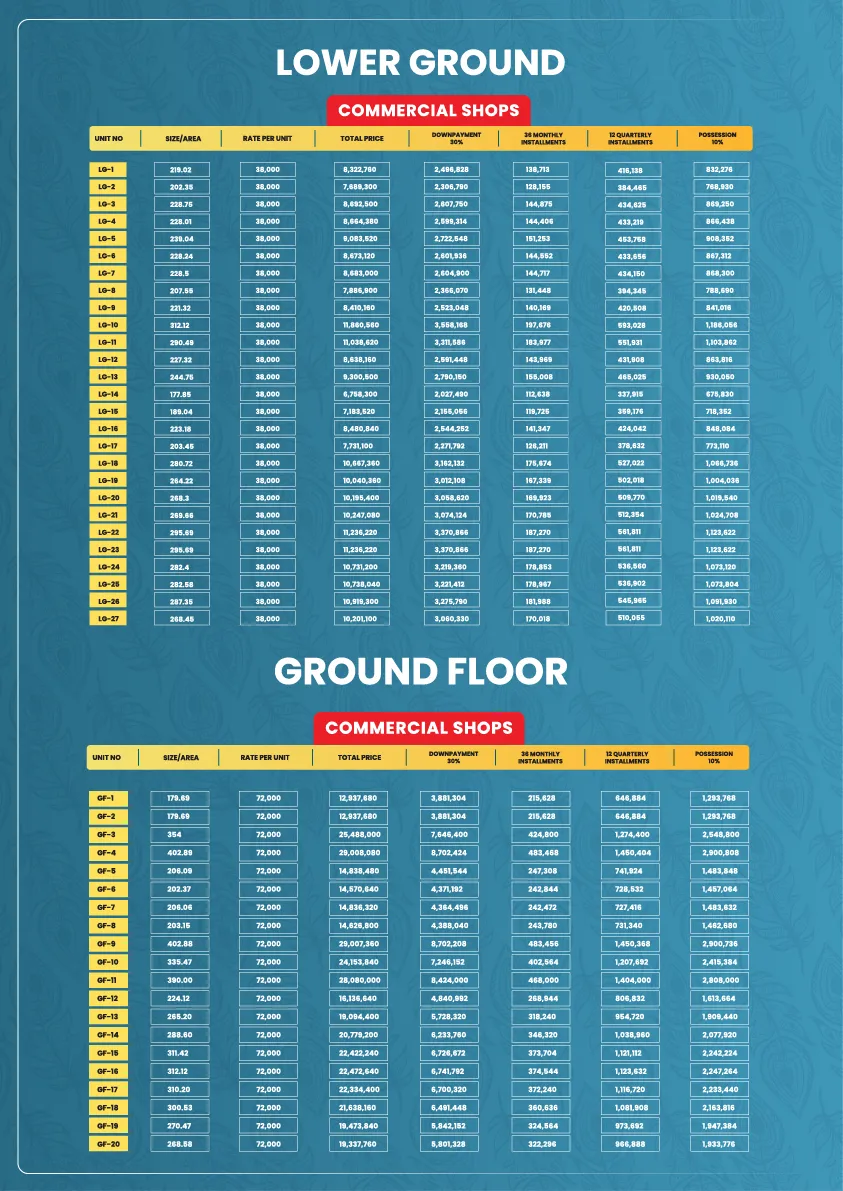 LOWER GROUND
COMMERCIAL SHOPS
UNIT NO SIZE/AREA RATE PER UNIT TOTAL PRICE DOWNPAYMENT 30% 36 MONTHLY INSTALLMENTS 12 QUARTERLY INSTALLMENTS POSSESSION 10%
LG-1 219.02 38,000 8,322,760 2,496,828 138,713 416,138 832,276
LG-2 202.35 38,000 7,689,300 2,306,790 128,155 384,465 768,930
LG-3 228.75 38,000 8,692,500 2,607,750 144,875 434,625 869,250
LG-4 228.01 38,000 8,664,380 2,599,314 144,406 433,219 866,438
LG-5 239.04 38,000 9,083,520 2,722,548 151,253 453,758 908,352
LG-6 228.24 38,000 8,673,120 2,601,936 144,552 433,656 867,312
LG-7 228.5 38,000 8,683,000 2,604,900 144,717 434,150 868,300
LG-8 207.55 38,000 7,886,900 2,366,070 131,448 394,345 788,690
LG-9 221.32 38,000 8,410,160 2,523,048 140,169 420,508 841,016
LG-10 312.12 38,000 11,860,560 3,558,168 197,676 593,028 1,186,056
LG-11 290.49 38,000 11,038,620 3,311,586 183,977 551,931 1,103,862
LG-12 227.32 38,000 8,638,160 2,591,448 143,969 431,908 863,816
LG-13 244.75 38,000 9,300,500 2,790,150 155,008 465,025 930,050
LG-14 177.85 38,000 6,758,300 2,027,490 112,638 337,915 675,830
LG-15 189.04 38,000 7,183,520 2,155,056 119,725 359,176 718,352
LG-16 223.18 38,000 8,480,840 2,544,252 141,347 424,042 848,084
LG-17 203.45 38,000 7,731,100 2,271,792 126,211 378,632 773,110
LG-18 280.72 38,000 10,667,360 3,162,132 175,674 527,022 1,066,736
LG-19 264.22 38,000 10,040,360 3,012,108 167,339 502,018 1,004,036
LG-20 268.3 38,000 10,195,400 3,058,620 169,923 509,770 1,019,540
LG-21 269.66 38,000 10,247,080 3,074,124 170,785 512,354 1,024,708
LG-22 295.69 38,000 11,236,220 3,370,866 187,270 561,811 1,123,622
LG-23 295.69 38,000 11,236,220 3,370,866 187,270 561,811 1,123,622
LG-24 282.4 38,000 10,731,200 3,219,360 178,853 536,560 1,073,120
LG-25 282.58 38,000 10,738,040 3,221,412 178,967 536,902 1,073,804
LG-26 287.35 38,000 10,919,300 3,275,790 181,988 545,965 1,091,930
LG-27 268.45 38,000 10,201,100 3,060,330 170,018 510,055 1,020,110
GROUND FLOOR
COMMERCIAL SHOPS
UNIT NO SIZE/AREA RATE PER UNIT TOTAL PRICE DOWNPAYMENT 30% 36 MONTHLY INSTALLMENTS 12 QUARTERLY INSTALLMENTS POSSESSION 10%
GF-1 179.69 72,000 12,937,680 3,881,304 215,628 646,884 1,293,768
GF-2 179.69 72,000 12,937,680 3,881,304 215,628 646,884 1,293,768
GF-3 354 72,000 25,488,000 7,646,400 424,800 1,274,400 2,548,800
GF-4 402.89 72,000 29,008,080 8,702,424 483,468 1,450,404 2,900,808
GF-5 206.09 72,000 14,838,480 4,451,544 247,308 741,924 1,483,848
GF-6 202.37 72,000 14,570,640 4,371,192 242,844 728,532 1,457,064
GF-7 206.06 72,000 14,836,320 4,364,496 242,472 727,416 1,483,632
GF-8 203.15 72,000 14,626,800 4,388,040 243,780 731,340 1,462,680
GF-9 402.88 72,000 29,007,360 8,702,208 483,456 1,450,368 2,900,736
GF-10 335.47 72,000 24,153,840 7,246,152 402,564 1,207,692 2,415,384
GF-11 390.00 72,000 28,080,000 8,424,000 468,000 1,404,000 2,808,000
GF-12 224.12 72,000 16,136,640 4,840,992 268,944 806,832 1,613,664
GF-13 265.20 72,000 19,094,400 5,728,320 318,240 954,720 1,909,440
GF-14 288.60 72,000 20,779,200 6,233,760 346,320 1,038,960 2,077,920
GF-15 311.42 72,000 22,422,240 6,726,672 373,704 1,121,112 2,242,224
GF-16 312.12 72,000 22,472,640 6,741,792 374,544 1,123,632 2,247,264
GF-17 310.20 72,000 22,334,400 6,700,320 372,240 1,116,720 2,233,440
GF-18 300.53 72,000 21,638,160 6,491,448 360,636 1,081,908 2,163,816
GF-19 270.47 72,000 19,473,840 5,842,152 324,564 973,692 1,947,384
GF-20 268.58 72,000 19,337,760 5,801,328 322,296 966,888 1,933,776